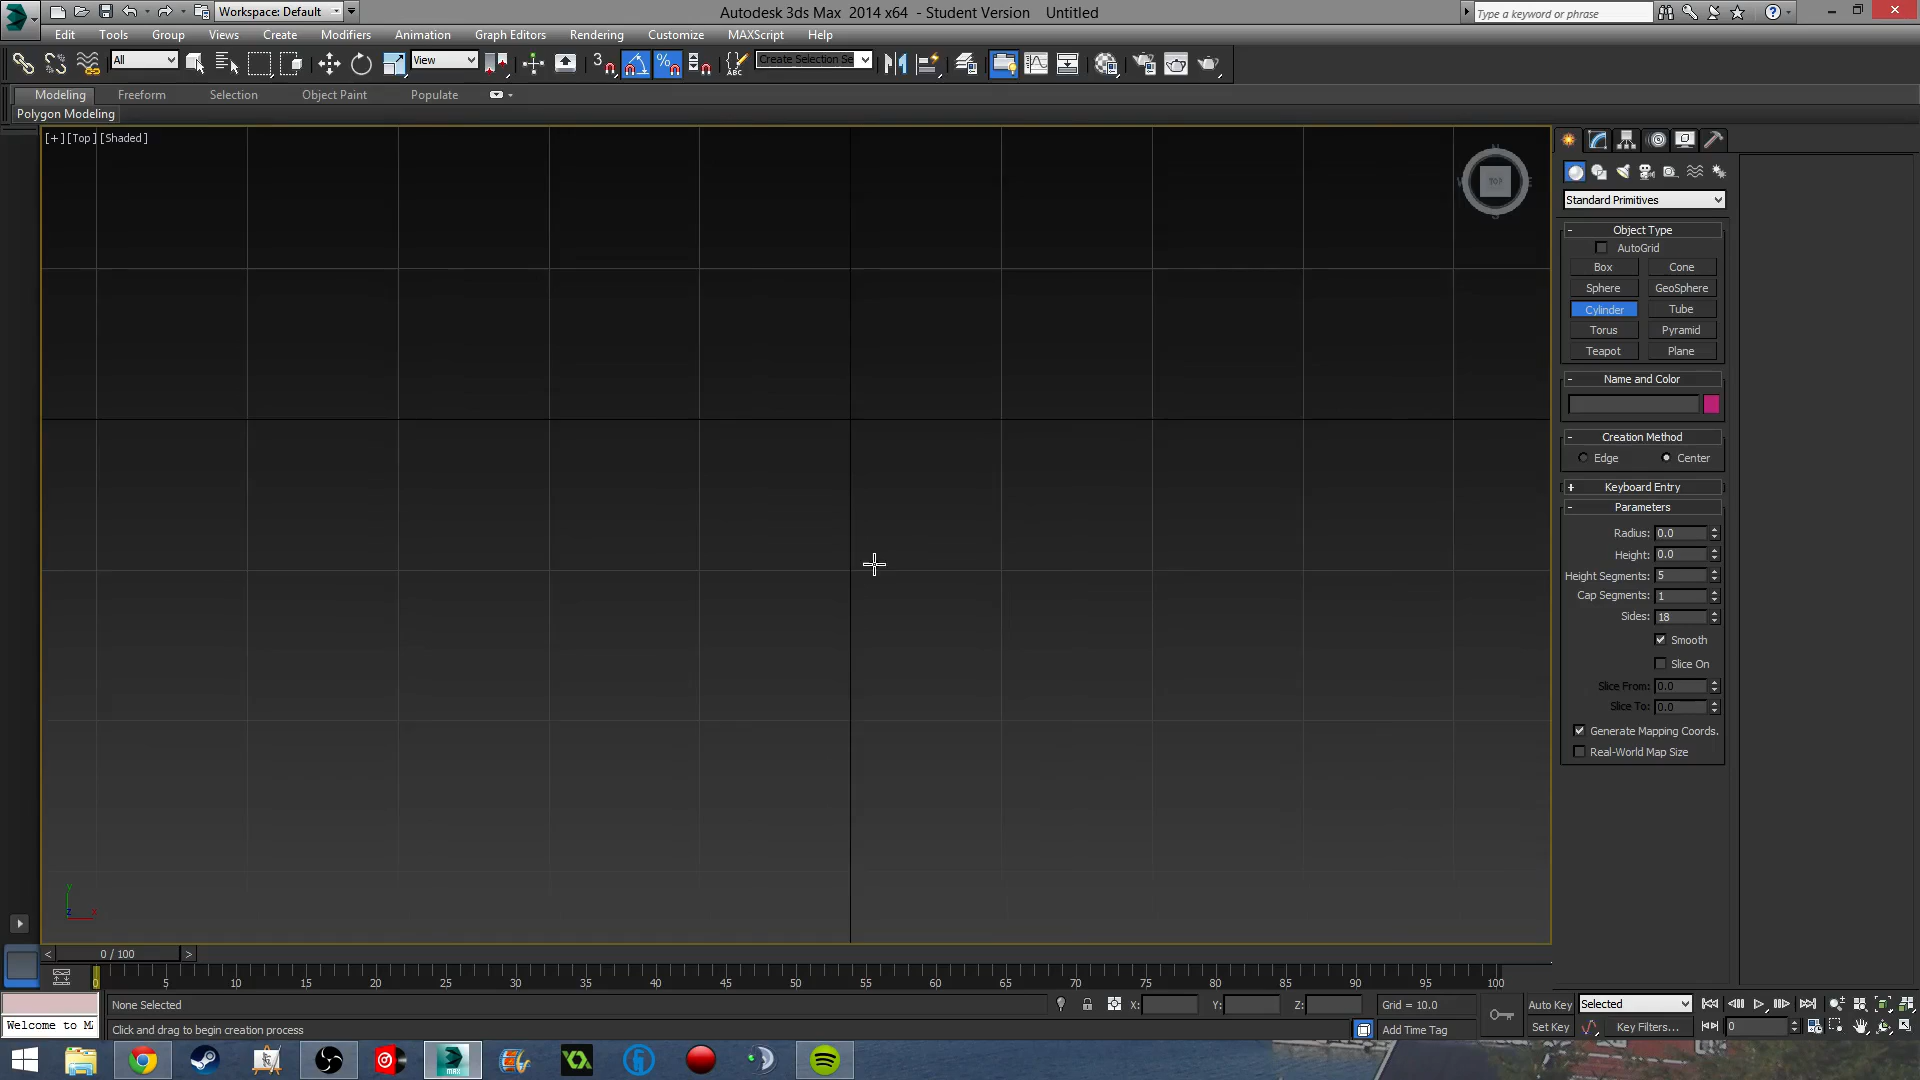 Workspace: Default
Autodesk 3ds Max 2014 x64 - Student Version Untitled
Type a keyword or phrase
Edit Tools Group Views Create Modifiers Animation Graph Editors Rendering Customize MAXScript Help
All
View
3
ABC
Create Selection Se
Modeling Freeform Selection Object Paint Populate
Polygon Modeling
[+][Top][Shaded]
TOP
Standard Primitives
- Object Type
AutoGrid
Box Cone
Sphere GeoSphere
Cylinder Tube
Torus Pyramid
Teapot Plane
- Name and Color
- Creation Method
Edge Center
+ Keyboard Entry
- Parameters
Radius: 0.0
Height: 0.0
Height Segments: 5
Cap Segments: 1
Sides: 18
Smooth
Slice On
Slice From: 0.0
Slice To: 0.0
Generate Mapping Coords.
Real-World Map Size
y
z x
< 0 / 100 >
0 5 10 15 20 25 30 35 40 45 50 55 60 65 70 75 80 85 90 95 100
None Selected
X: Y: Z: Grid = 10.0
Auto Key Selected
Welcome to M
Click and drag to begin creation process
Add Time Tag
Set Key Key Filters... 0
MAX